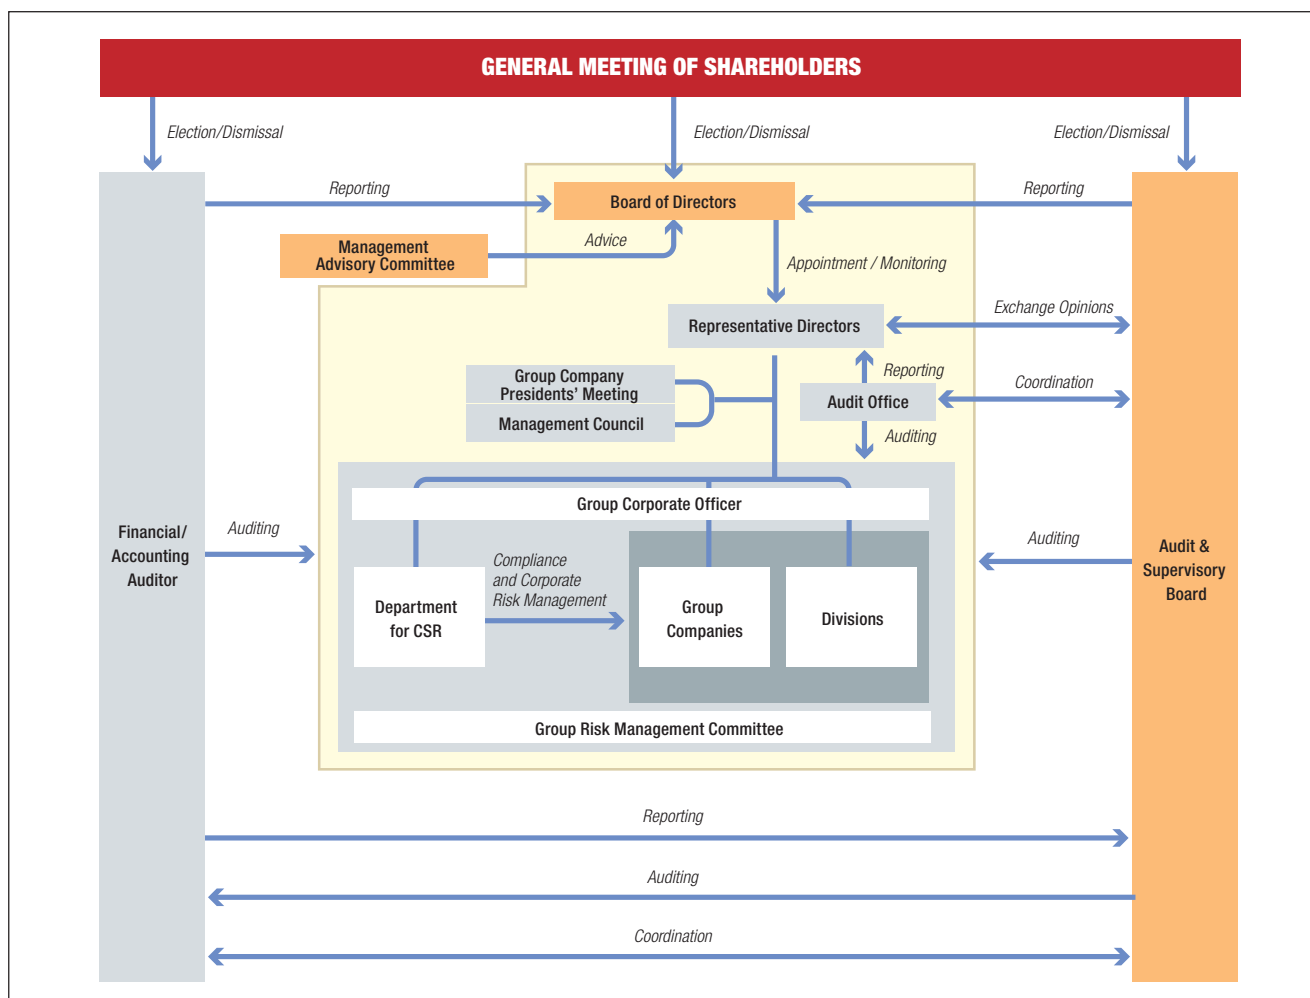 GENERAL MEETING OF SHAREHOLDERS
Election/Dismissal
Election/Dismissal
Election/Dismissal
Reporting
Board of Directors
Reporting
Management
Advisory Committee
Advice
Appointment / Monitoring
Representative Directors
Exchange Opinions
Group Company
Presidents' Meeting
Management Council
Reporting
Audit Office
Coordination
Auditing
Group Corporate Officer
Financial/
Accounting
Auditor
Auditing
Compliance
and Corporate
Risk Management
Department
for CSR
Group
Companies
Divisions
Auditing
Audit &
Supervisory
Board
Group Risk Management Committee
Reporting
Auditing
Coordination